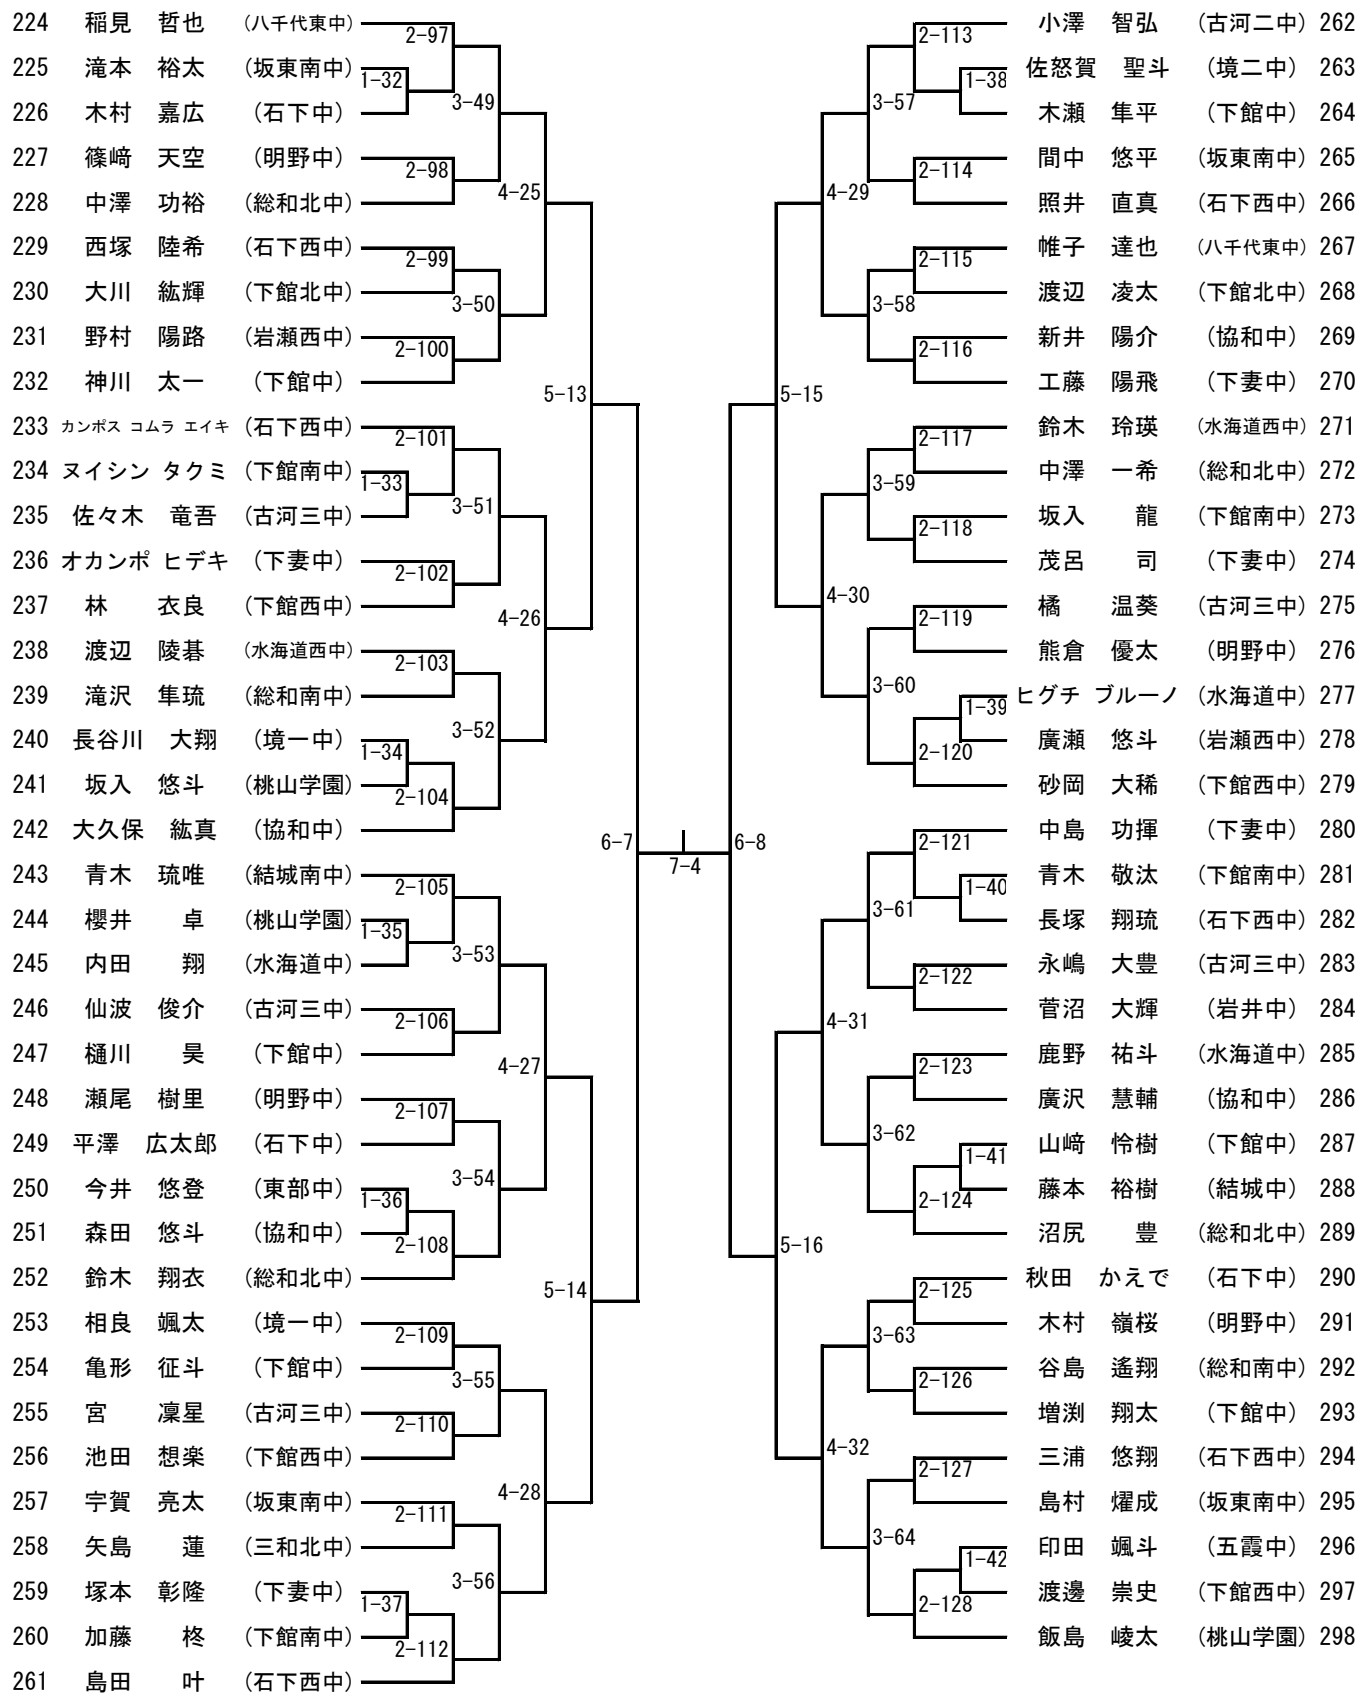 224 稲見 哲也 (八千代東中) 2-97 2-113 小澤 智弘 (古河二中) 262
225 滝本 裕太 (坂東南中) 1-32 1-38 佐怒賀 聖斗 (境二中) 263
3-49 3-57
226 木村 嘉広 (石下中) 木瀬 隼平 (下館中) 264
227 篠﨑 天空 (明野中) 2-98 2-114 間中 悠平 (坂東南中) 265
4-25 4-29
228 中澤 功裕 (総和北中) 照井 直真 (石下西中) 266
229 西塚 陸希 (石下西中) 2-99 2-115 帷子 達也 (八千代東中) 267
230 大川 紘輝 (下館北中) 3-50 3-58 渡辺 凌太 (下館北中) 268
231 野村 陽路 (岩瀬西中) 2-100 2-116 新井 陽介 (協和中) 269
232 神川 太一 (下館中) 5-13 5-15 工藤 陽飛 (下妻中) 270
233 カンポス コムラ エイキ (石下西中) 2-101 2-117 鈴木 玲瑛 (水海道西中) 271
234 ヌイシン タクミ (下館南中) 1-33 3-59 中澤 一希 (総和北中) 272
235 佐々木 竜吾 (古河三中) 3-51 2-118 坂入 龍 (下館南中) 273
236 オカンポ ヒデキ (下妻中) 2-102 茂呂 司 (下妻中) 274
237 林 衣良 (下館西中) 4-26 4-30 2-119 橘 温葵 (古河三中) 275
238 渡辺 陵碁 (水海道西中) 2-103 熊倉 優太 (明野中) 276
239 滝沢 隼琉 (総和南中) 3-60 1-39 ヒグチ ブルーノ (水海道中) 277
240 長谷川 大翔 (境一中) 1-34 3-52 2-120 廣瀬 悠斗 (岩瀬西中) 278
241 坂入 悠斗 (桃山学園) 2-104 砂岡 大稀 (下館西中) 279
242 大久保 紘真 (協和中) 6-7 7-4 6-8 2-121 中島 功揮 (下妻中) 280
243 青木 琉唯 (結城南中) 2-105 1-40 青木 敬汰 (下館南中) 281
244 櫻井 卓 (桃山学園) 1-35 3-61 長塚 翔琉 (石下西中) 282
245 内田 翔 (水海道中) 3-53 2-122 永嶋 大豊 (古河三中) 283
246 仙波 俊介 (古河三中) 2-106 4-31 菅沼 大輝 (岩井中) 284
247 樋川 昊 (下館中) 4-27 2-123 鹿野 祐斗 (水海道中) 285
248 瀬尾 樹里 (明野中) 2-107 廣沢 慧輔 (協和中) 286
249 平澤 広太郎 (石下中) 3-62 1-41 山﨑 怜樹 (下館中) 287
250 今井 悠登 (東部中) 1-36 3-54 2-124 藤本 裕樹 (結城中) 288
251 森田 悠斗 (協和中) 2-108 5-16 沼尻 豊 (総和北中) 289
252 鈴木 翔衣 (総和北中) 5-14 2-125 秋田 かえで (石下中) 290
253 相良 颯太 (境一中) 2-109 3-63 木村 嶺桜 (明野中) 291
254 亀形 征斗 (下館中) 3-55 2-126 谷島 遙翔 (総和南中) 292
255 宮 凜星 (古河三中) 2-110 増渕 翔太 (下館中) 293
256 池田 想楽 (下館西中) 4-32 2-127 三浦 悠翔 (石下西中) 294
257 宇賀 亮太 (坂東南中) 2-111 4-28 島村 燿成 (坂東南中) 295
258 矢島 蓮 (三和北中) 3-64 1-42 印田 颯斗 (五霞中) 296
259 塚本 彰隆 (下妻中) 1-37 3-56 2-128 渡邊 崇史 (下館西中) 297
260 加藤 柊 (下館南中) 2-112 飯島 崚太 (桃山学園) 298
261 島田 叶 (石下西中)